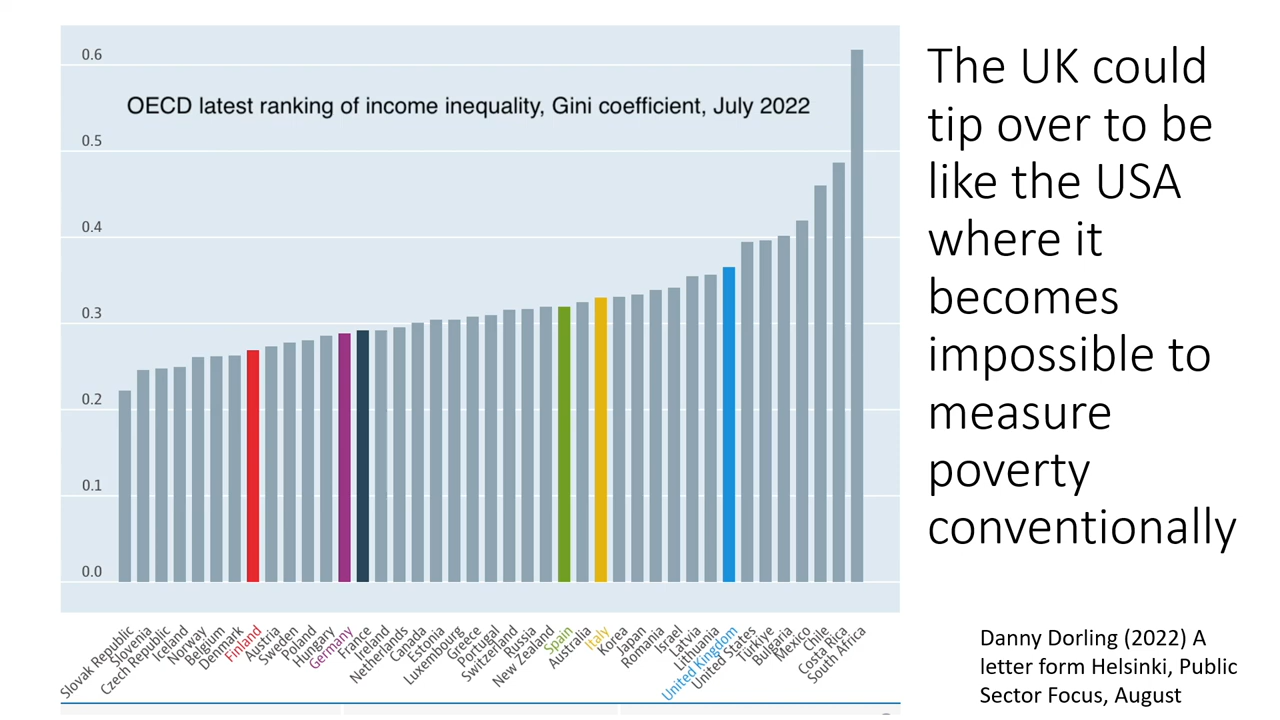 0.6
OECD latest ranking of income inequality, Gini coefficient, July 2022
0.5
0.4
0.3
0.2
0.1
0.0
Slovak Republic
Slovenia
Czech Republic
Iceland
Norway
Belgium
Denmark
Finland
Austria
Sweden
Poland
Hungary
Germany
France
Ireland
Netherlands
Canada
Estonia
Luxembourg
Greece
Portugal
Switzerland
Russia
New Zealand
Spain
Australia
Italy
Korea
Japan
Romania
Israel
Latvia
Lithuania
United Kingdom
United States
Türkiye
Bulgaria
Mexico
Chile
Costa Rica
South Africa
The UK could
tip over to be
like the USA
where it
becomes
impossible to
measure
poverty
conventionally
Danny Dorling (2022) A
letter form Helsinki, Public
Sector Focus, August